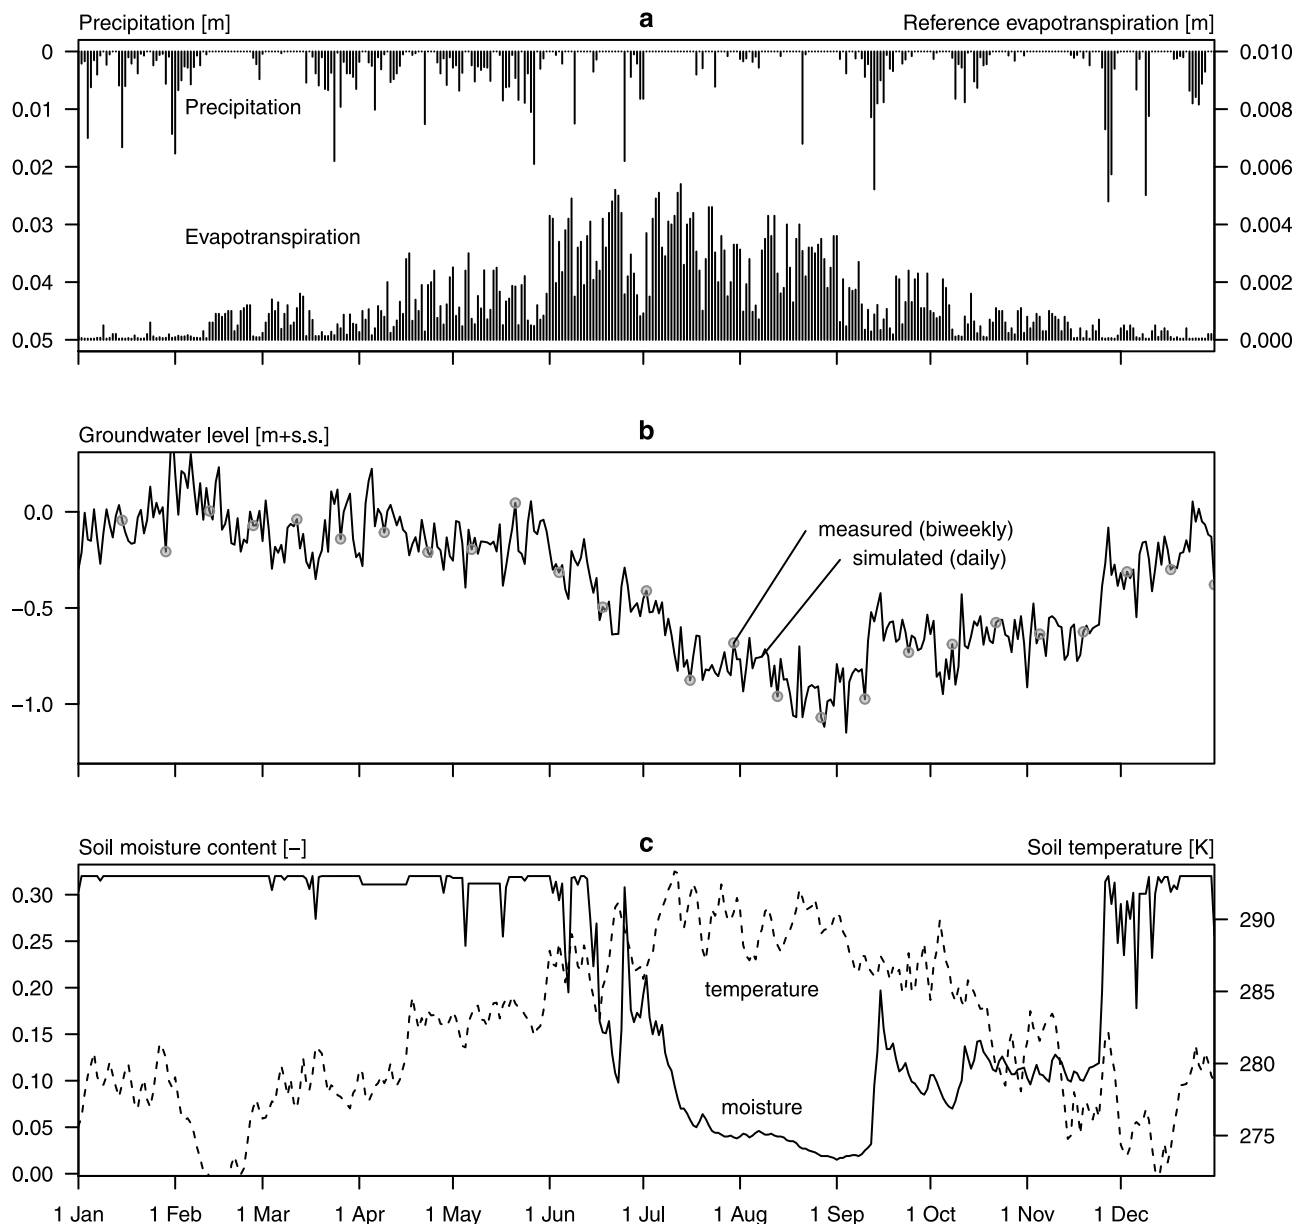 Precipitation [m] a Reference evapotranspiration [m]
0 0.010
Precipitation
0.01 0.008
0.02 0.006
Evapotranspiration
0.03 0.004
0.04 0.002
0.05 0.000
Groundwater level [m+s.s.] b
0.0
measured (biweekly)
simulated (daily)
−0.5
−1.0
Soil moisture content [−] c Soil temperature [K]
0.30
290
0.25
0.20 temperature 285
0.15
0.10 280
moisture
0.05 275
0.00
1 Jan 1 Feb 1 Mar 1 Apr 1 May 1 Jun 1 Jul 1 Aug 1 Sep 1 Oct 1 Nov 1 Dec